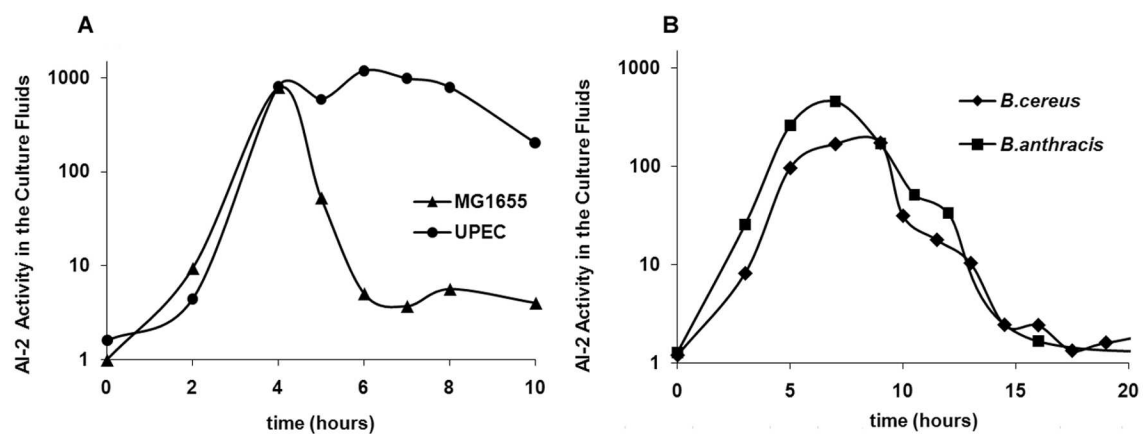 A
AI-2 Activity in the Culture Fluids
1000
100
10
1
0
2
4
6
8
10
time (hours)
MG1655
UPEC
B
AI-2 Activity in the Culture Fluids
1000
100
10
1
0
5
10
15
20
time (hours)
B.cereus
B.anthracis